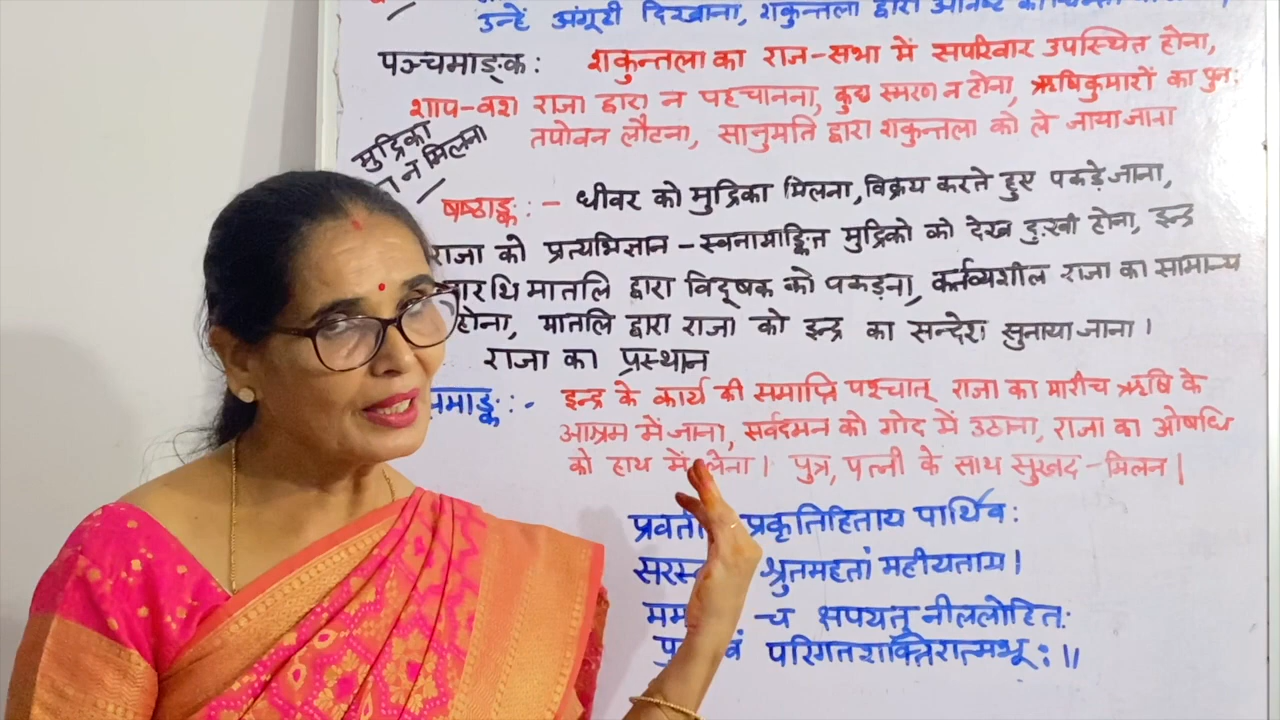 उन्हें अंगूठी दिखाना, शकुन्तला द्वारा
पञ्चमाङ्क: शकुन्तला का राज-सभा में सपरिवार उपस्थित होना,
शाप-वश राजा द्वारा न पहचानना, कुछ स्मरण न होना, ऋषिकुमारों का पुन:
तपोवन लौटना, सानुमति द्वारा शकुन्तला को ले जाया जाना
मुद्रिका
न मिलना
षष्ठाङ्क: - धीवर को मुद्रिका मिलना, विक्रय करते हुए पकड़े जाना,
राजा को प्रत्यभिज्ञान - स्वनामाङ्कित मुद्रिको को देख दु:खी होना, इन्द्र
मातलि द्वारा विदूषक को पकड़ना, कर्तव्यशील राजा का सामान्य
होना, मातलि द्वारा राजा को इन्द्र का सन्देश सुनाया जाना।
राजा का प्रस्थान
माङ्क:- इन्द्र के कार्य की समाप्ति पश्चात् राजा का मारीच ऋषि के
आश्रम में जाना, सर्वदमन को गोद में उठाना, राजा का ओषधि
को हाथ में लेना। पुत्र, पत्नी के साथ सुखद-मिलन|
प्रकृतिहिताय पार्थिव:
श्रुतमहतां महीयताम।
च क्षपयतु नीललोहित:
परिगतशक्तिरात्मभू:॥